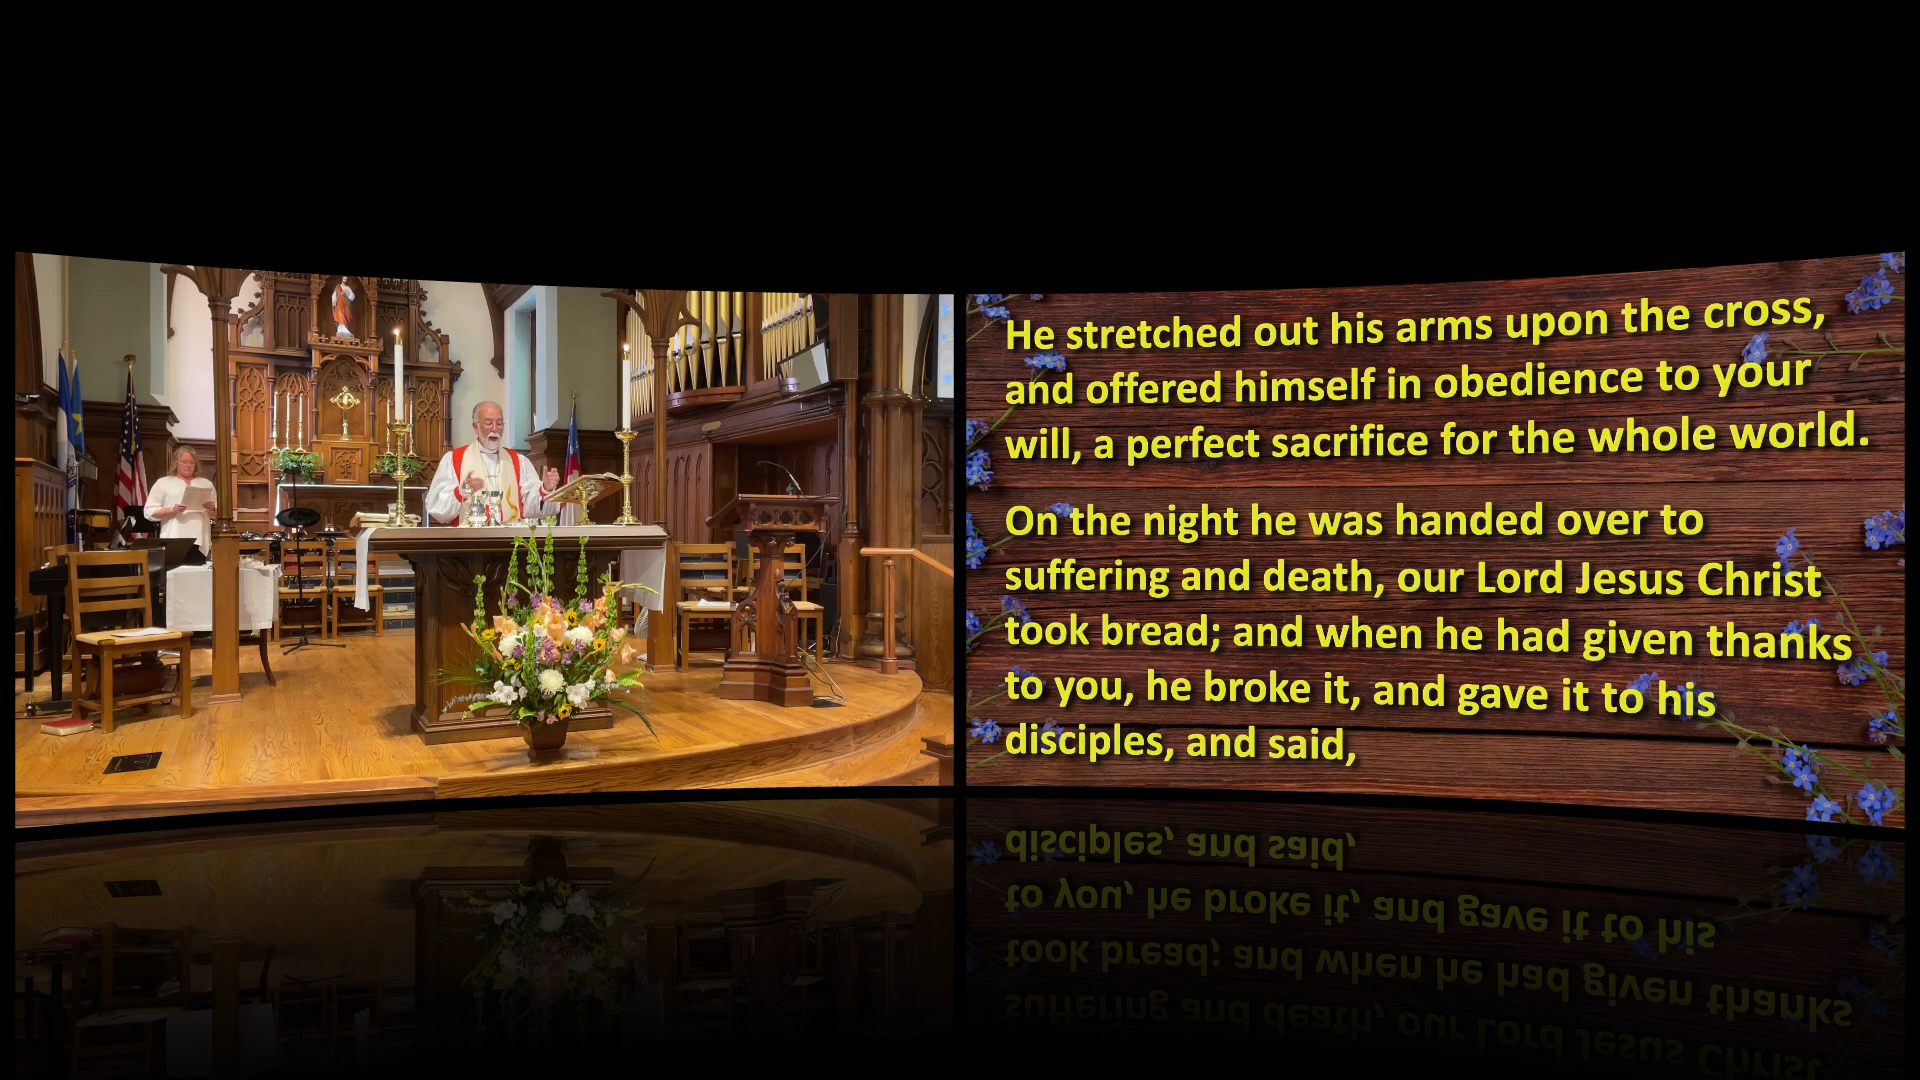 He stretched out his arms upon the cross,
and offered himself in obedience to your
will, a perfect sacrifice for the whole world.
On the night he was handed over to
suffering and death, our Lord Jesus Christ
took bread; and when he had given thanks
to you, he broke it, and gave it to his
disciples, and said,